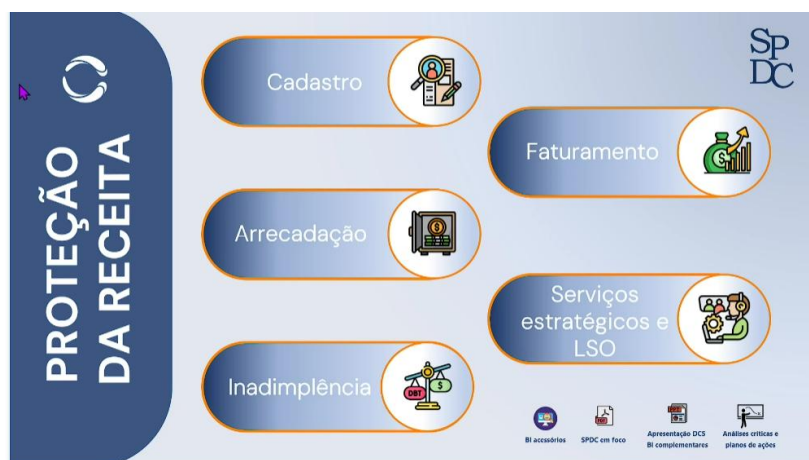 PROTEÇÃO
DA RECEITA
SP
DC
Cadastro
Faturamento
Arrecadação
Serviços
estratégicos e
LSO
Inadimplência
DBT
BI acessórios
SPDC em foco
Apresentação DCS
BI complementares
Análises críticas e
planos de ações